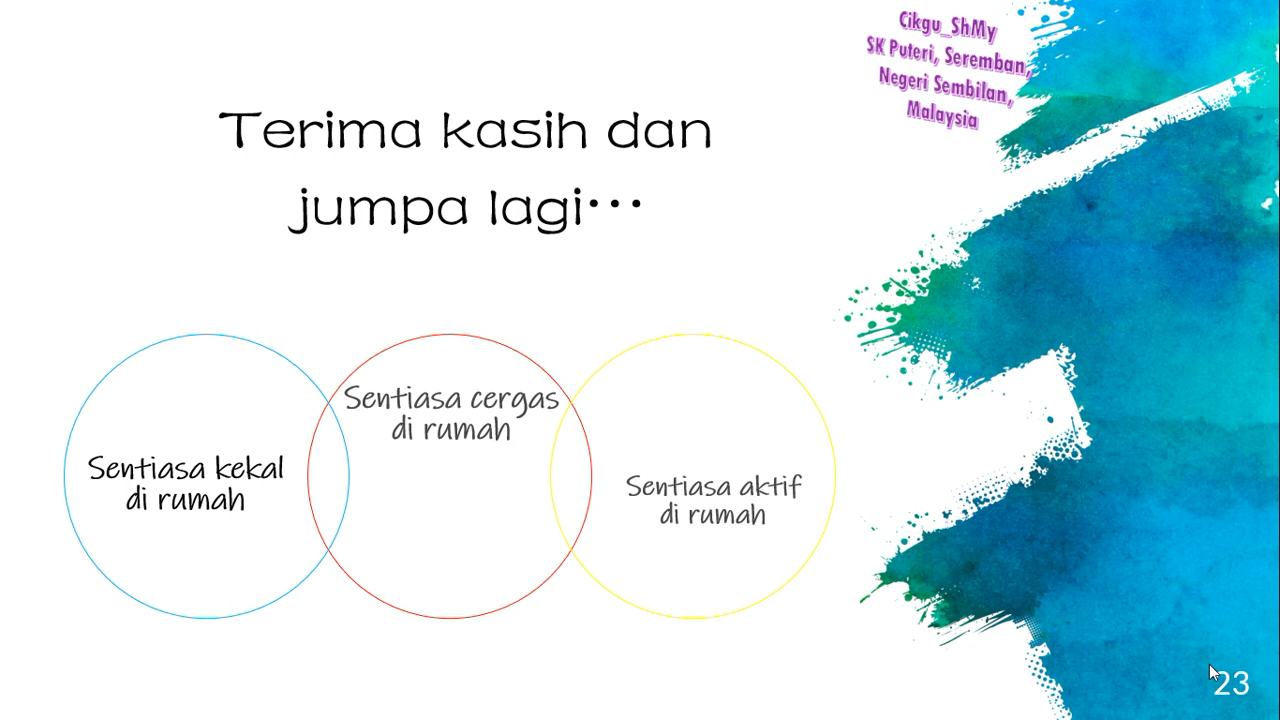 Cikgu_ShMy
SK Puteri, Seremban,
Negeri Sembilan,
Malaysia
Terima kasih dan
jumpa lagi…
Sentiasa kekal
di rumah
Sentiasa cergas
di rumah
Sentiasa aktif
di rumah
23